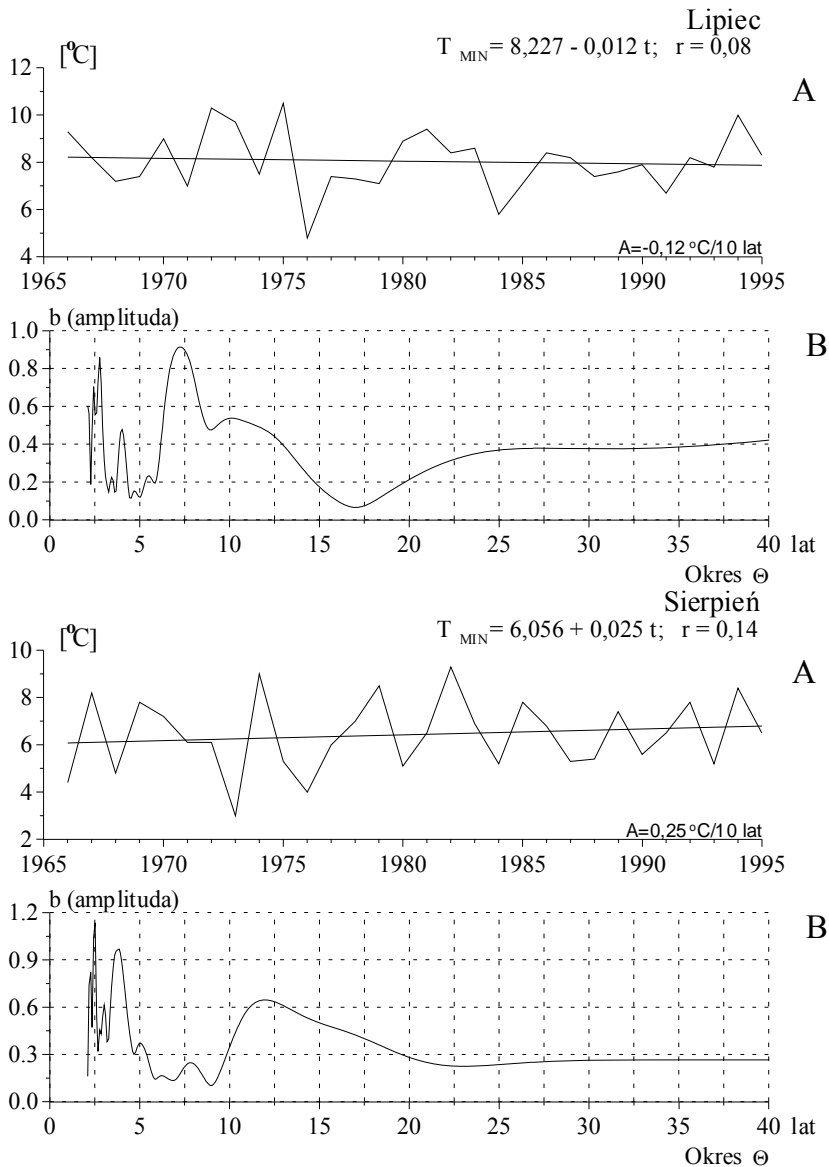 Lipiec
T MIN = 8,227 - 0,012 t; r = 0,08
[°C]
A
12
10
8
6
4
A=-0,12 °C/10 lat
1965 1970 1975 1980 1985 1990 1995
b (amplituda)
B
1.0
0.8
0.6
0.4
0.2
0.0
0 5 10 15 20 25 30 35 40 lat
Okres Θ
Sierpień
T MIN = 6,056 + 0,025 t; r = 0,14
[°C]
A
10
8
6
4
2
A=0,25 °C/10 lat
1965 1970 1975 1980 1985 1990 1995
b (amplituda)
B
1.2
0.9
0.6
0.3
0.0
0 5 10 15 20 25 30 35 40 lat
Okres Θ